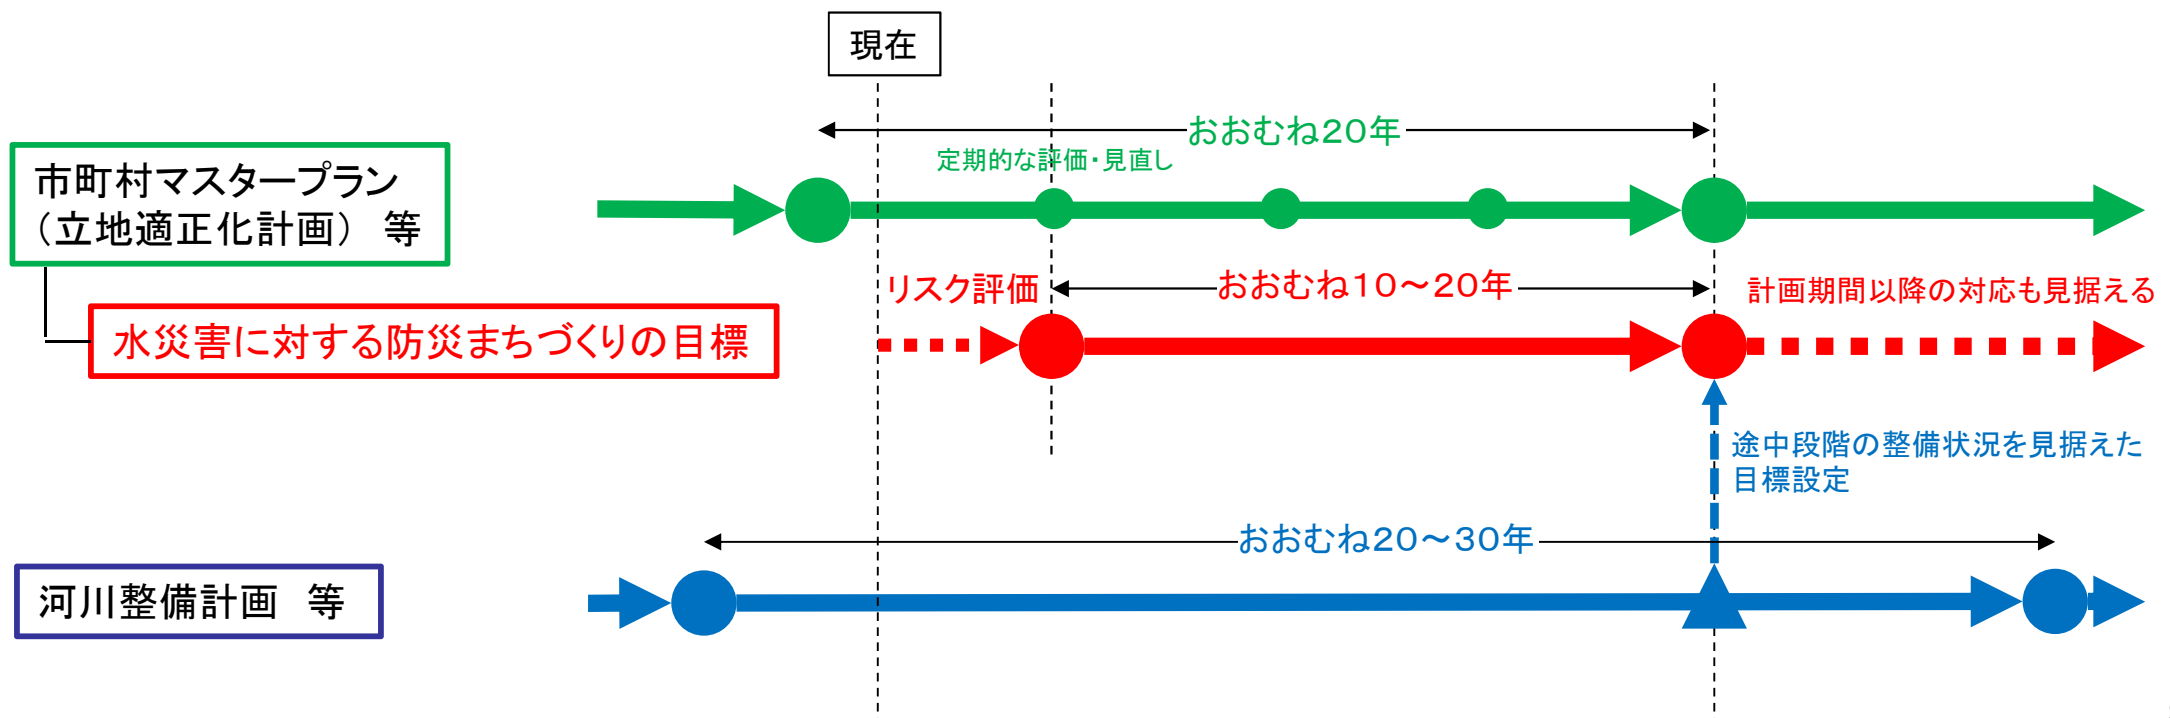 現在
おおむね20年
定期的な評価・見直し
市町村マスタープラン
（立地適正化計画）　等
リスク評価
おおむね10～20年
計画期間以降の対応も見据える
水災害に対する防災まちづくりの目標
途中段階の整備状況を見据えた
目標設定
おおむね20～30年
河川整備計画　等